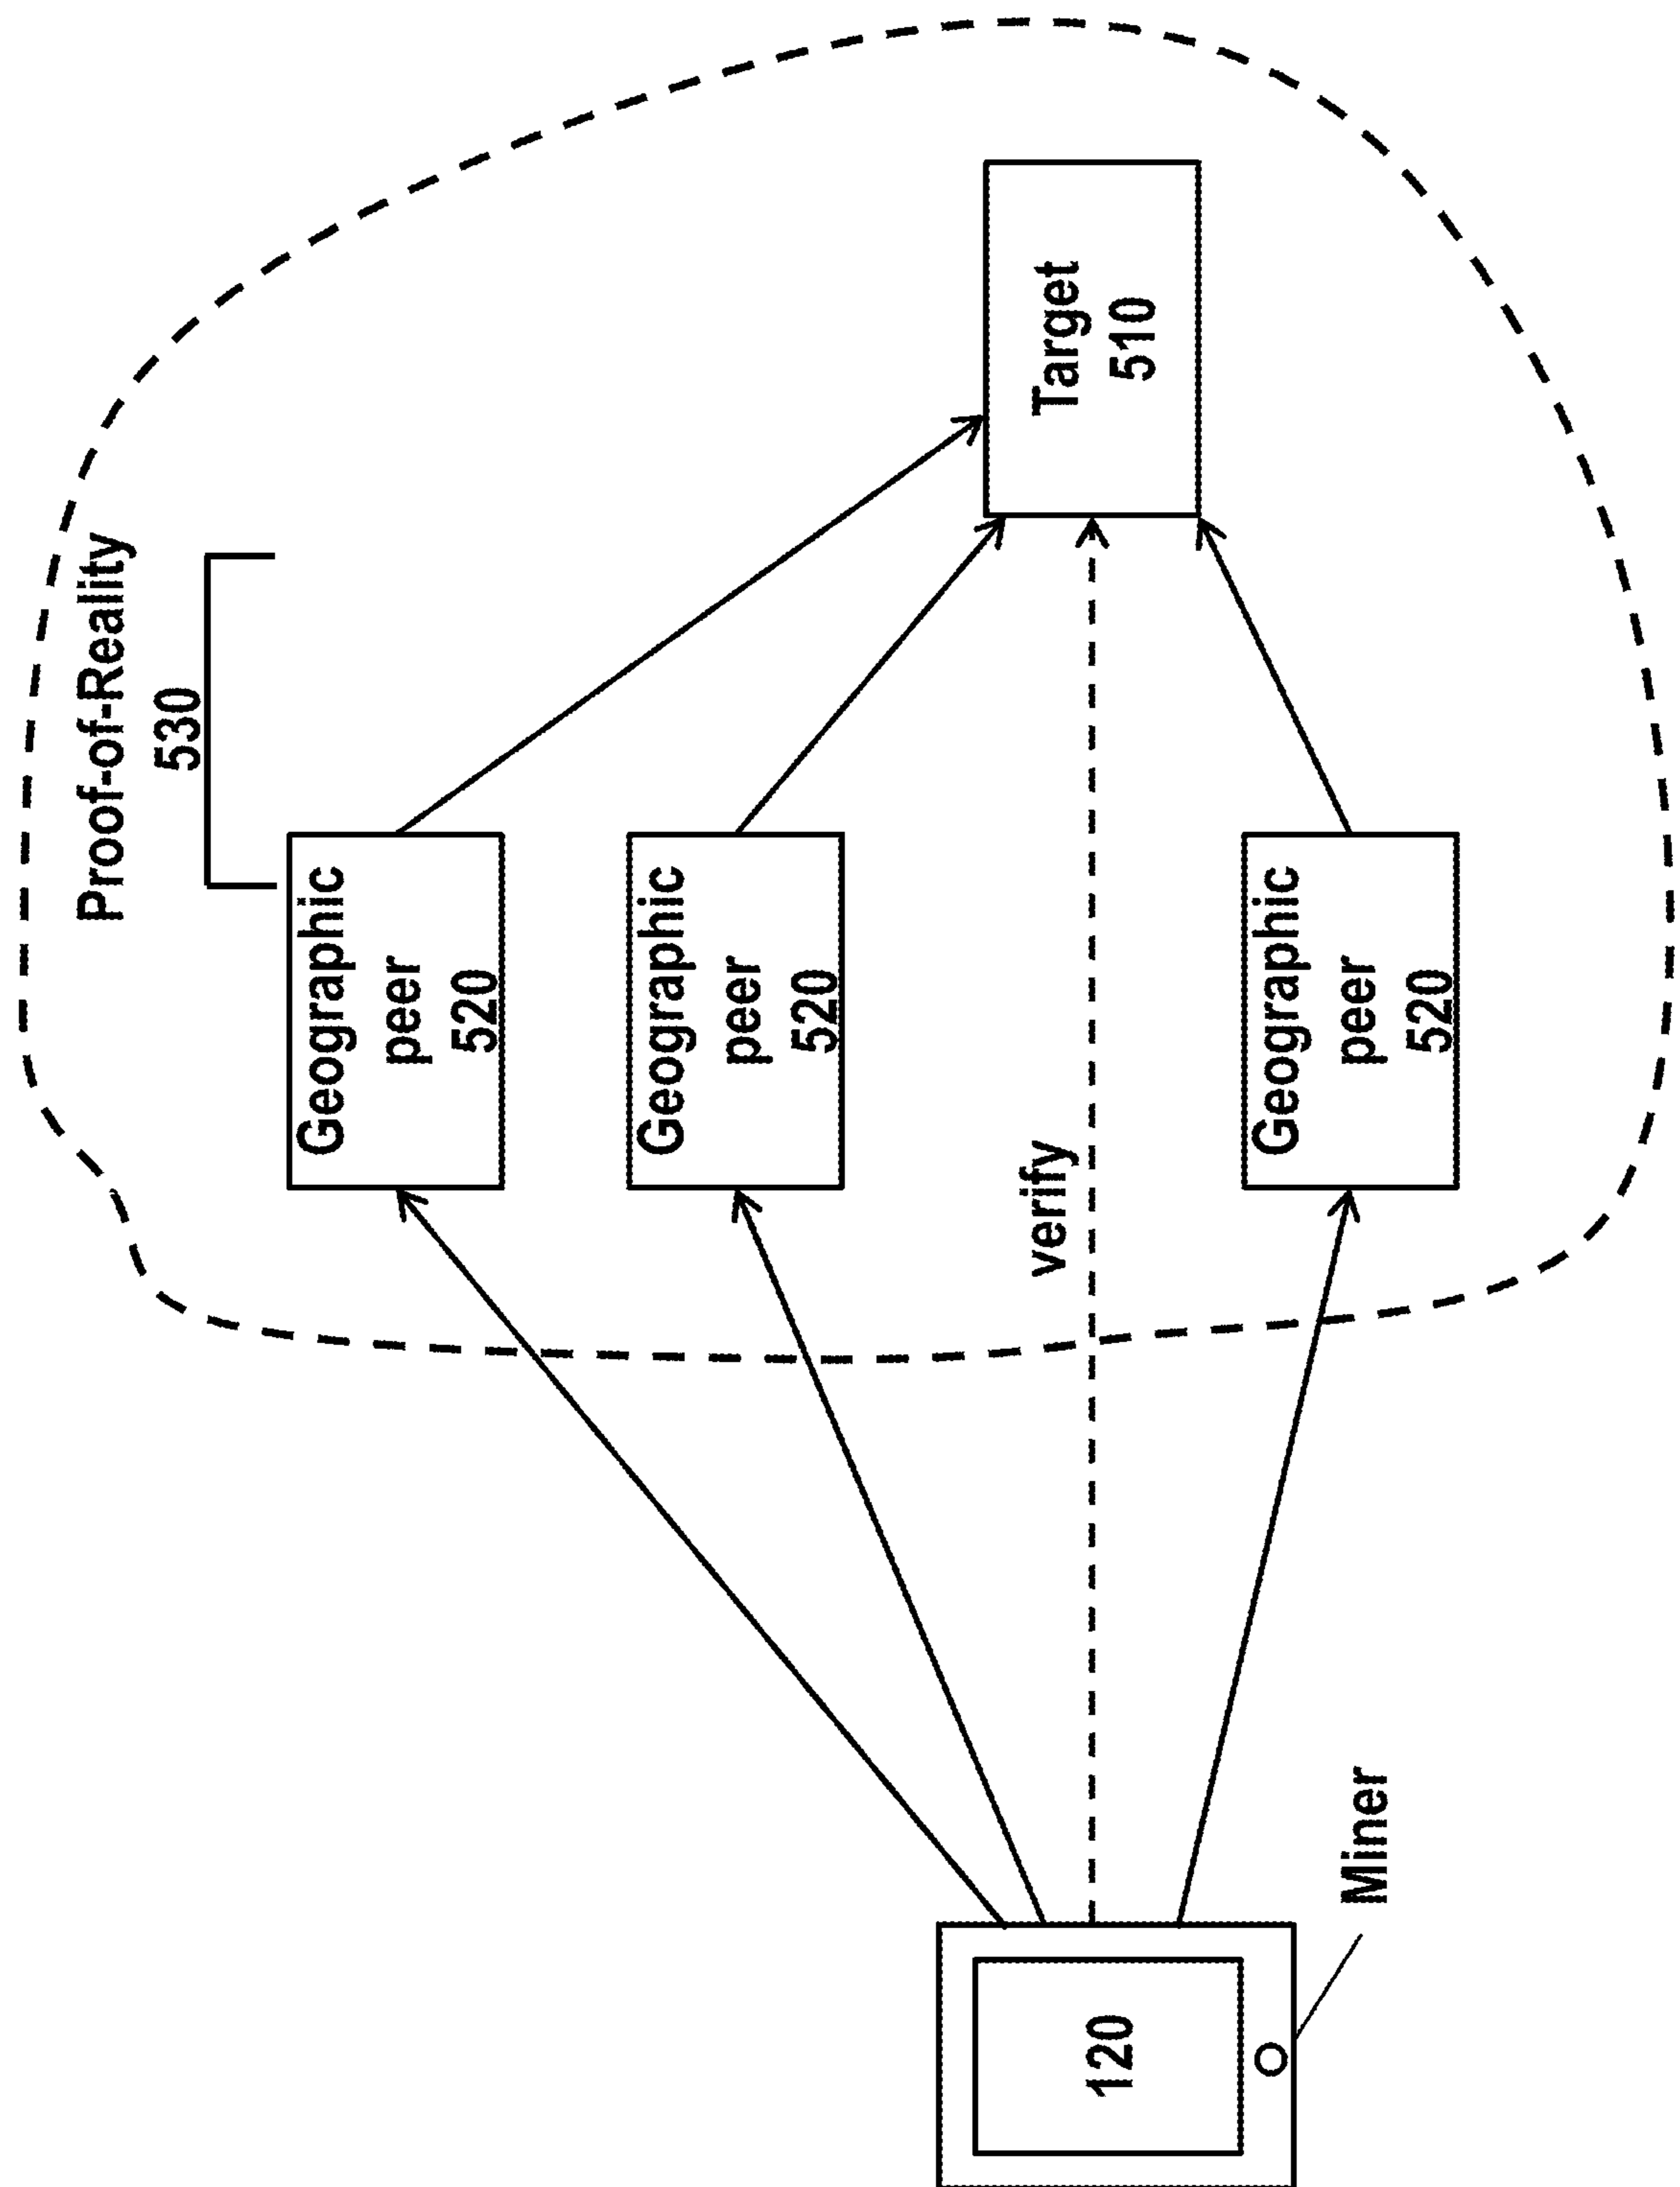 Proof-of-Reality
530
Geographic
peer
520
Geographic
peer
520
Target
510
verify
Geographic
peer
520
120
Miner